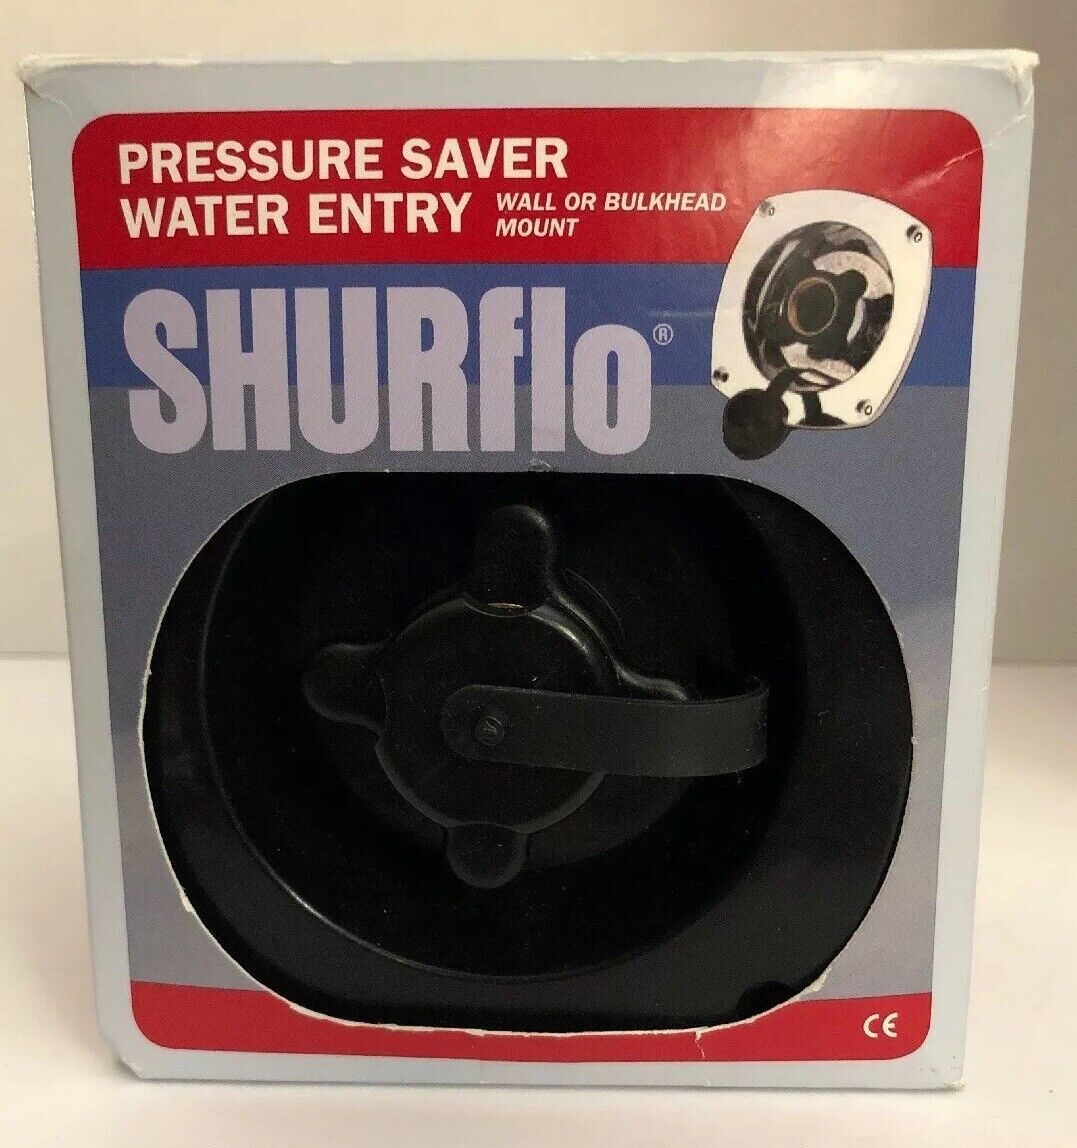 PRESSURE SAVER
WATER ENTRY WALL OR BULKHEAD
MOUNT
SHURflo®
CE